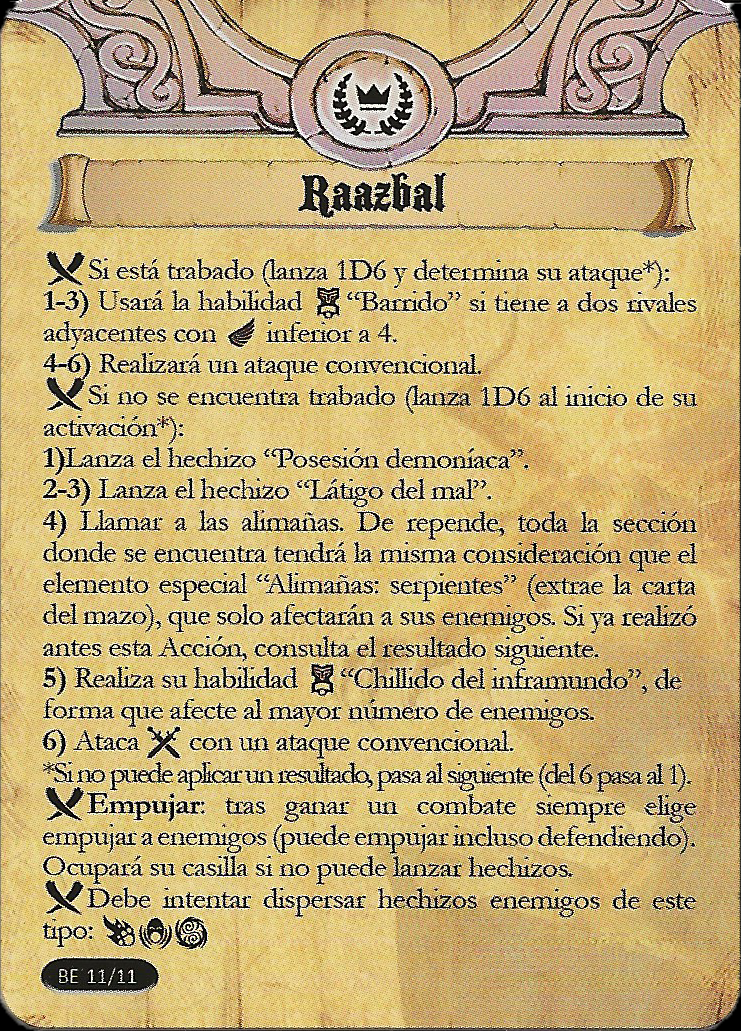 Raazbal
Si está trabado (lanza 1D6 y determina su ataque*):
1-3) Usará la habilidad “Barrido” si tiene a dos rivales
adyacentes con inferior a 4.
4-6) Realizará un ataque convencional.
Si no se encuentra trabado (lanza 1D6 al inicio de su
activación*):
1)Lanza el hechizo “Posesión demoníaca”.
2-3) Lanza el hechizo “Látigo del mal”.
4) Llamar a las alimañas. De repende, toda la sección
donde se encuentra tendrá la misma consideración que el
elemento especial “Alimañas: serpientes” (extrae la carta
del mazo), que solo afectarán a sus enemigos. Si ya realizó
antes esta Acción, consulta el resultado siguiente.
5) Realiza su habilidad “Chillido del inframundo”, de
forma que afecte al mayor número de enemigos.
6) Ataca con un ataque convencional.
*Si no puede aplicar un resultado, pasa al siguiente (del 6 pasa al 1).
Empujar: tras ganar un combate siempre elige
empujar a enemigos (puede empujar incluso defendiendo).
Ocupará su casilla si no puede lanzar hechizos.
Debe intentar dispersar hechizos enemigos de este
tipo:
BE 11/11